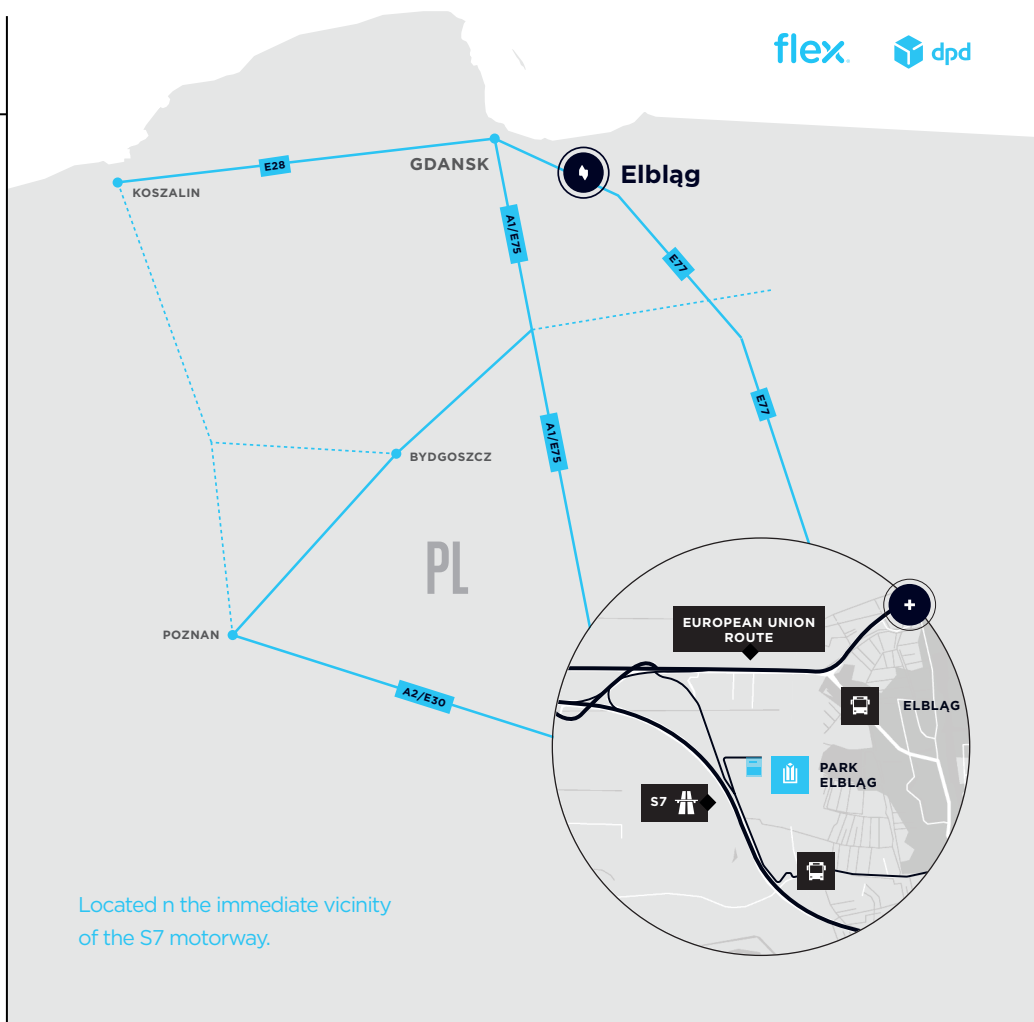 flex.
dpd
E28
GDANSK
Elbląg
KOSZALIN
A1/E75
E77
E77
A1/E75
BYDGOSZCZ
PL
POZNAN
A2/E30
EUROPEAN UNION
ROUTE
ELBLĄG
PARK
ELBLĄG
S7
Located n the immediate vicinity
of the S7 motorway.